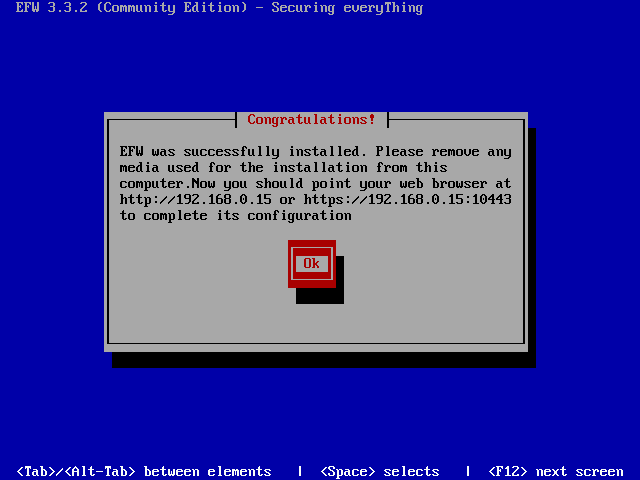 EFW 3.3.2 (Community Edition) - Securing everyThing
Congratulations!
EFW was successfully installed. Please remove any
media used for the installation from this
computer.Now you should point your web browser at
http://192.168.0.15 or https://192.168.0.15:10443
to complete its configuration
Ok
<Tab>/<Alt-Tab> between elements | <Space> selects | <F12> next screen